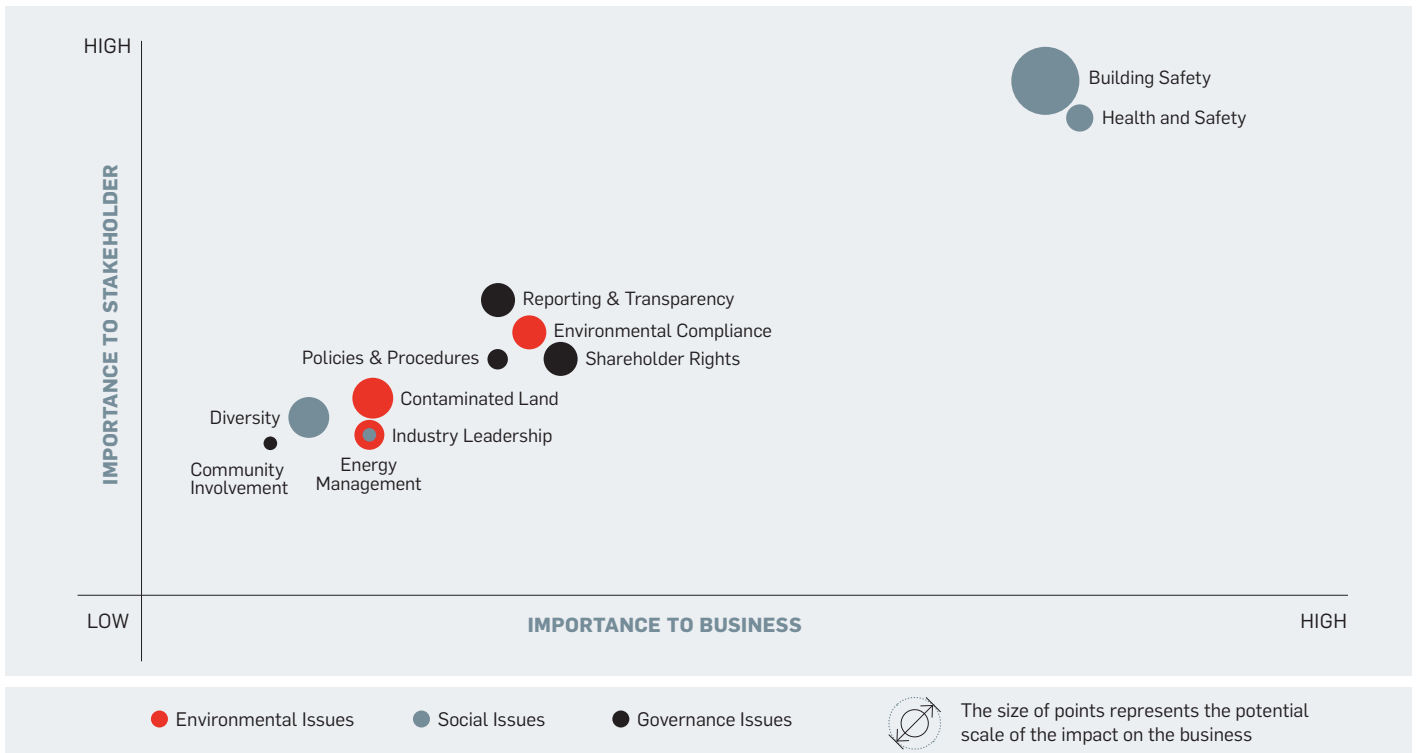 HIGH
IMPORTANCE TO STAKEHOLDER
Building Safety
Health and Safety
Reporting & Transparency
Environmental Compliance
Policies & Procedures
Shareholder Rights
Contaminated Land
Diversity
Industry Leadership
Community
Involvement
Energy
Management
LOW
IMPORTANCE TO BUSINESS
HIGH
Environmental Issues
Social Issues
Governance Issues
The size of points represents the potential
scale of the impact on the business